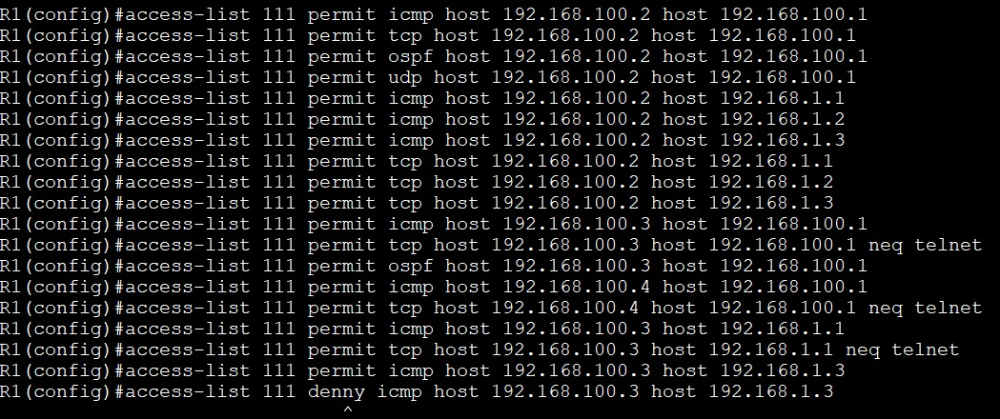 R1(config)#access-list 111 permit icmp host 192.168.100.2 host 192.168.100.1
R1(config)#access-list 111 permit tcp host 192.168.100.2 host 192.168.100.1
R1(config)#access-list 111 permit ospf host 192.168.100.2 host 192.168.100.1
R1(config)#access-list 111 permit udp host 192.168.100.2 host 192.168.100.1
R1(config)#access-list 111 permit icmp host 192.168.100.2 host 192.168.1.1
R1(config)#access-list 111 permit icmp host 192.168.100.2 host 192.168.1.2
R1(config)#access-list 111 permit icmp host 192.168.100.2 host 192.168.1.3
R1(config)#access-list 111 permit tcp host 192.168.100.2 host 192.168.1.1
R1(config)#access-list 111 permit tcp host 192.168.100.2 host 192.168.1.2
R1(config)#access-list 111 permit tcp host 192.168.100.2 host 192.168.1.3
R1(config)#access-list 111 permit icmp host 192.168.100.3 host 192.168.100.1
R1(config)#access-list 111 permit tcp host 192.168.100.3 host 192.168.100.1 neq telnet
R1(config)#access-list 111 permit ospf host 192.168.100.3 host 192.168.100.1
R1(config)#access-list 111 permit icmp host 192.168.100.4 host 192.168.100.1
R1(config)#access-list 111 permit tcp host 192.168.100.4 host 192.168.100.1 neq telnet
R1(config)#access-list 111 permit icmp host 192.168.100.3 host 192.168.1.1
R1(config)#access-list 111 permit tcp host 192.168.100.3 host 192.168.1.1 neq telnet
R1(config)#access-list 111 permit icmp host 192.168.100.3 host 192.168.1.3
R1(config)#access-list 111 denny icmp host 192.168.100.3 host 192.168.1.3
^